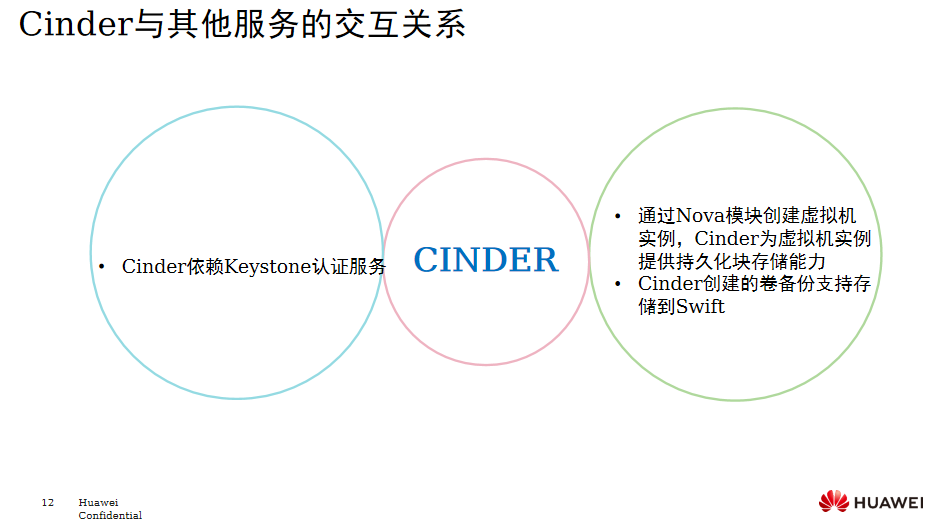 Cinder与其他服务的交互关系
• Cinder依赖Keystone认证服务
CINDER
• 通过Nova模块创建虚拟机
实例，Cinder为虚拟机实例
提供持久化块存储能力
• Cinder创建的卷备份支持存
储到Swift
12
Huawei
Confidential
HUAWEI